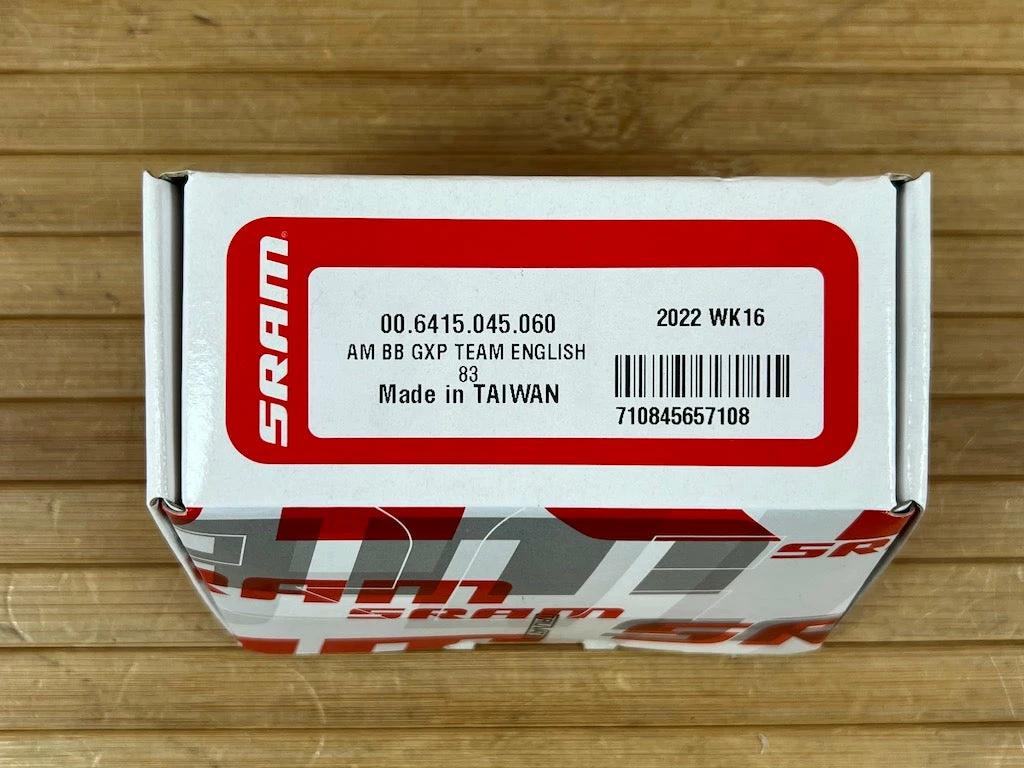 SRAM
00.6415.045.060
AM BB GXP TEAM ENGLISH
83
Made in TAIWAN
2022 WK16
710845657108
SRAM
SRAM